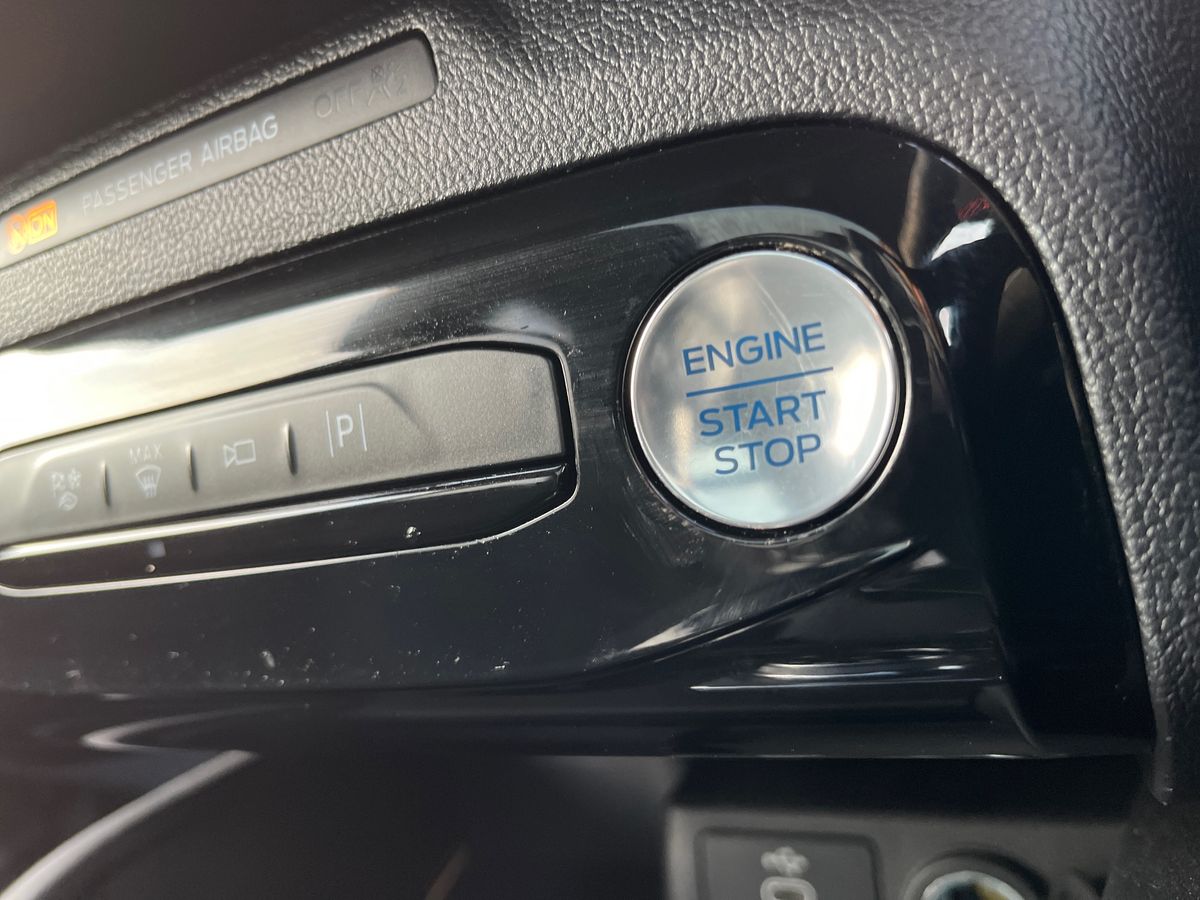 PASSENGER AIRBAG OFF
ON
ENGINE
START
STOP
MAX
P